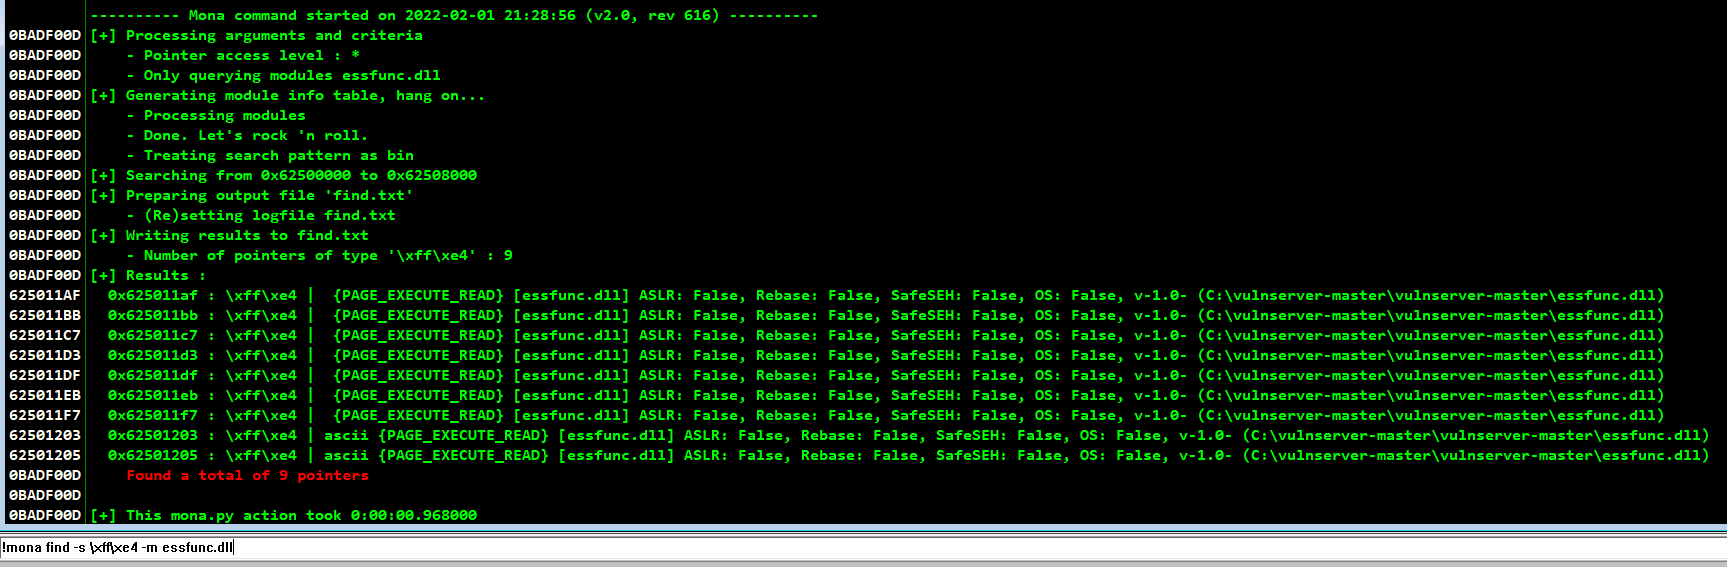 ---------- Mona command started on 2022-02-01 21:28:56 (v2.0, rev 616) ----------
0BADF00D [+] Processing arguments and criteria
0BADF00D     - Pointer access level : *
0BADF00D     - Only querying modules essfunc.dll
0BADF00D [+] Generating module info table, hang on...
0BADF00D     - Processing modules
0BADF00D     - Done. Let's rock 'n roll.
0BADF00D     - Treating search pattern as bin
0BADF00D [+] Searching from 0x62500000 to 0x62508000
0BADF00D [+] Preparing output file 'find.txt'
0BADF00D     - (Re)setting logfile find.txt
0BADF00D [+] Writing results to find.txt
0BADF00D     - Number of pointers of type '\xff\xe4' : 9
0BADF00D [+] Results :
625011AF   0x625011af : \xff\xe4 |  {PAGE_EXECUTE_READ} [essfunc.dll] ASLR: False, Rebase: False, SafeSEH: False, OS: False, v-1.0- (C:\vulnserver-master\vulnserver-master\essfunc.dll)
625011BB   0x625011bb : \xff\xe4 |  {PAGE_EXECUTE_READ} [essfunc.dll] ASLR: False, Rebase: False, SafeSEH: False, OS: False, v-1.0- (C:\vulnserver-master\vulnserver-master\essfunc.dll)
625011C7   0x625011c7 : \xff\xe4 |  {PAGE_EXECUTE_READ} [essfunc.dll] ASLR: False, Rebase: False, SafeSEH: False, OS: False, v-1.0- (C:\vulnserver-master\vulnserver-master\essfunc.dll)
625011D3   0x625011d3 : \xff\xe4 |  {PAGE_EXECUTE_READ} [essfunc.dll] ASLR: False, Rebase: False, SafeSEH: False, OS: False, v-1.0- (C:\vulnserver-master\vulnserver-master\essfunc.dll)
625011DF   0x625011df : \xff\xe4 |  {PAGE_EXECUTE_READ} [essfunc.dll] ASLR: False, Rebase: False, SafeSEH: False, OS: False, v-1.0- (C:\vulnserver-master\vulnserver-master\essfunc.dll)
625011EB   0x625011eb : \xff\xe4 |  {PAGE_EXECUTE_READ} [essfunc.dll] ASLR: False, Rebase: False, SafeSEH: False, OS: False, v-1.0- (C:\vulnserver-master\vulnserver-master\essfunc.dll)
625011F7   0x625011f7 : \xff\xe4 |  {PAGE_EXECUTE_READ} [essfunc.dll] ASLR: False, Rebase: False, SafeSEH: False, OS: False, v-1.0- (C:\vulnserver-master\vulnserver-master\essfunc.dll)
62501203   0x62501203 : \xff\xe4 | ascii {PAGE_EXECUTE_READ} [essfunc.dll] ASLR: False, Rebase: False, SafeSEH: False, OS: False, v-1.0- (C:\vulnserver-master\vulnserver-master\essfunc.dll)
62501205   0x62501205 : \xff\xe4 | ascii {PAGE_EXECUTE_READ} [essfunc.dll] ASLR: False, Rebase: False, SafeSEH: False, OS: False, v-1.0- (C:\vulnserver-master\vulnserver-master\essfunc.dll)
0BADF00D     Found a total of 9 pointers
0BADF00D
0BADF00D [+] This mona.py action took 0:00:00.968000
!mona find -s \xff\xe4 -m essfunc.dll